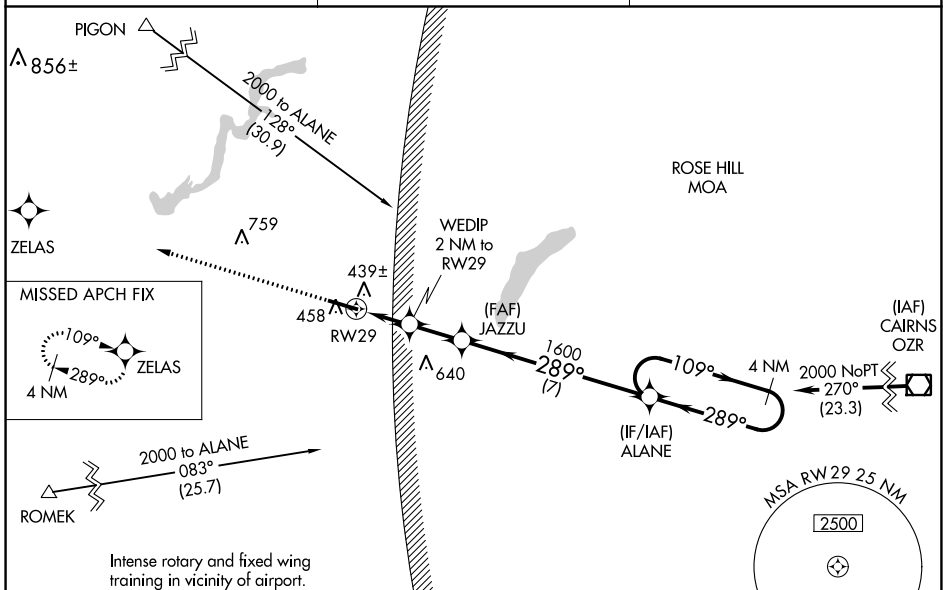 PIGON
856±
2000 to ALANE
128°
(30.9)
ROSE HILL
MOA
ZELAS
759
WEDIP
2 NM to
RW29
439±
458
RW29
(FAF)
JAZZU
MISSED APCH FIX
109°
ZELAS
289°
4 NM
640
1600
289°
(7)
109°
4 NM
289°
(IF/IAF)
ALANE
2000 NoPT
270°
(23.3)
(IAF)
CAIRNS
OZR
2000 to ALANE
083°
(25.7)
ROMEK
MSA RW 29 25 NM
2500
Intense rotary and fixed wing
training in vicinity of airport.